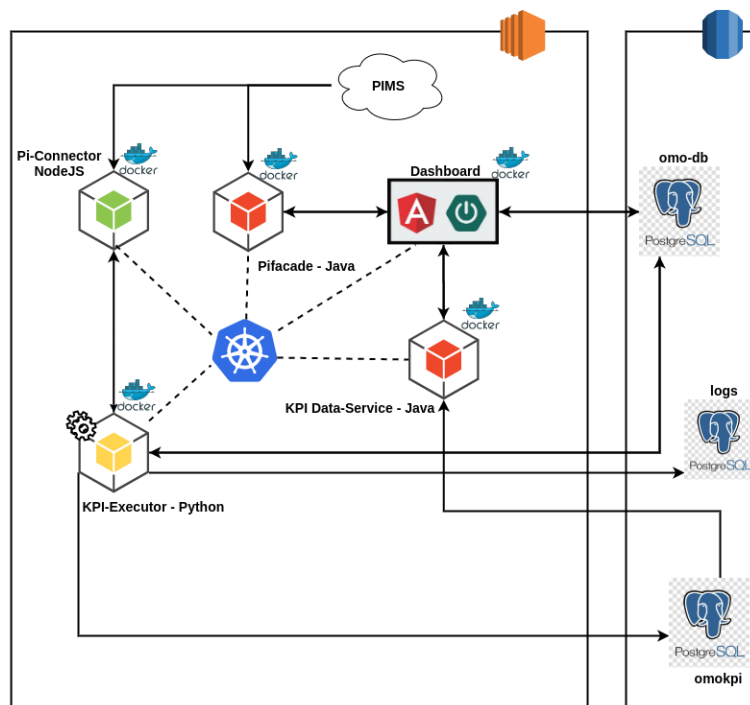 PIMS
Pi-Connector
NodeJS
docker
docker
Dashboard
docker
omo-db
PostgreSQL
Pifacade - Java
docker
docker
KPI Data-Service - Java
logs
PostgreSQL
KPI-Executor - Python
PostgreSQL
omokpi